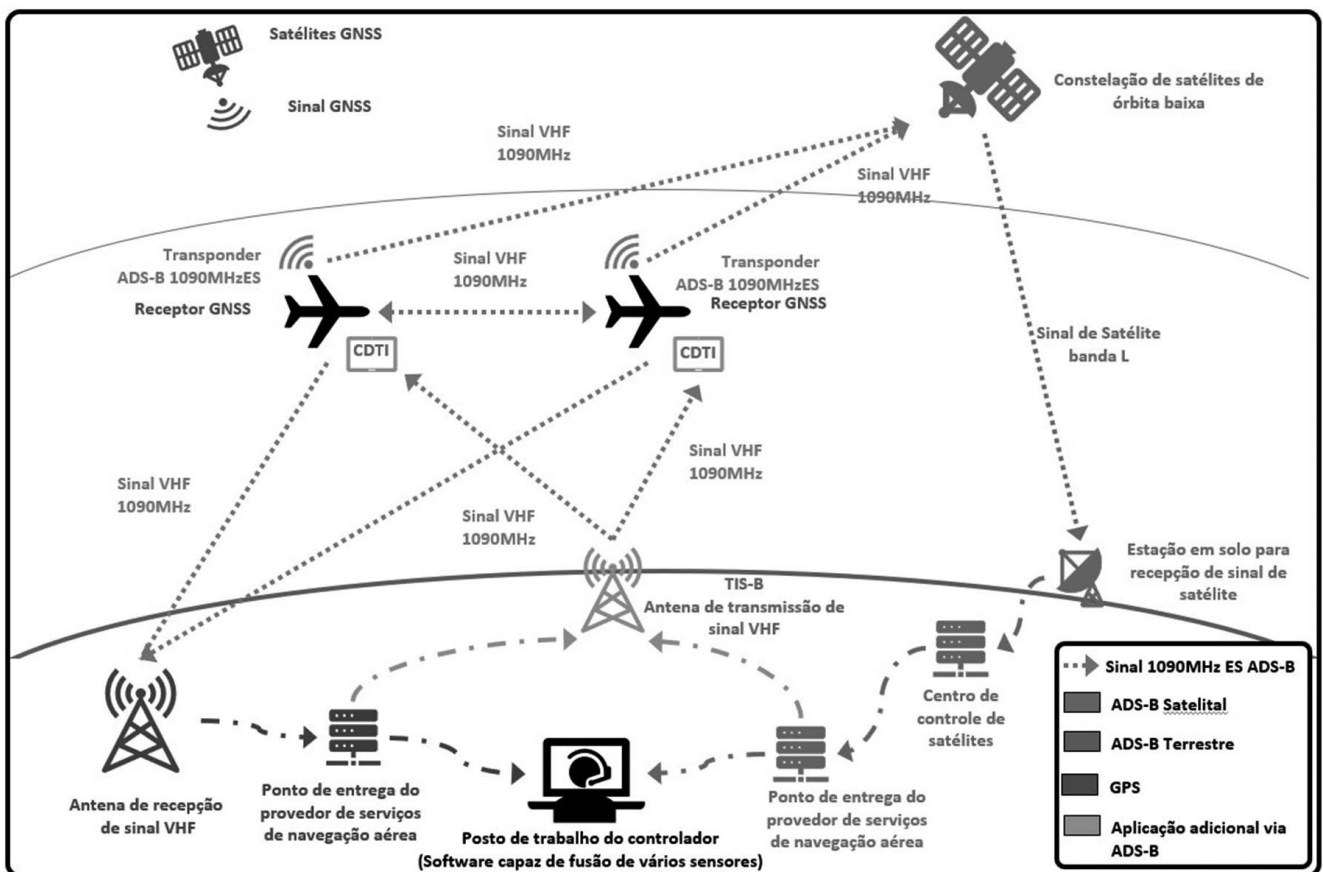 Satélites GNSS
Sinal GNSS
Constelação de satélites de
órbita baixa
Sinal VHF
1090MHz
Sinal VHF
1090MHz
Transponder
ADS-B 1090MHzES
Receptor GNSS
Sinal VHF
1090MHz
Transponder
ADS-B 1090MHzES
Receptor GNSS
CDTI
CDTI
Sinal de Satélite
banda L
Sinal VHF
1090MHz
Sinal VHF
1090MHz
Sinal VHF
1090MHz
TIS-B
Antena de transmissão de
sinal VHF
Estação em solo para
recepção de sinal de
satélite
Centro de
controle de
satélites
Antena de recepção
de sinal VHF
Ponto de entrega do
provedor de serviços
de navegação aérea
Posto de trabalho do controlador
(Software capaz de fusão de vários sensores)
Ponto de entrega do
provedor de serviços
de navegação aérea
Sinal 1090MHz ES ADS-B
ADS-B Satelital
ADS-B Terrestre
GPS
Aplicação adicional via
ADS-B